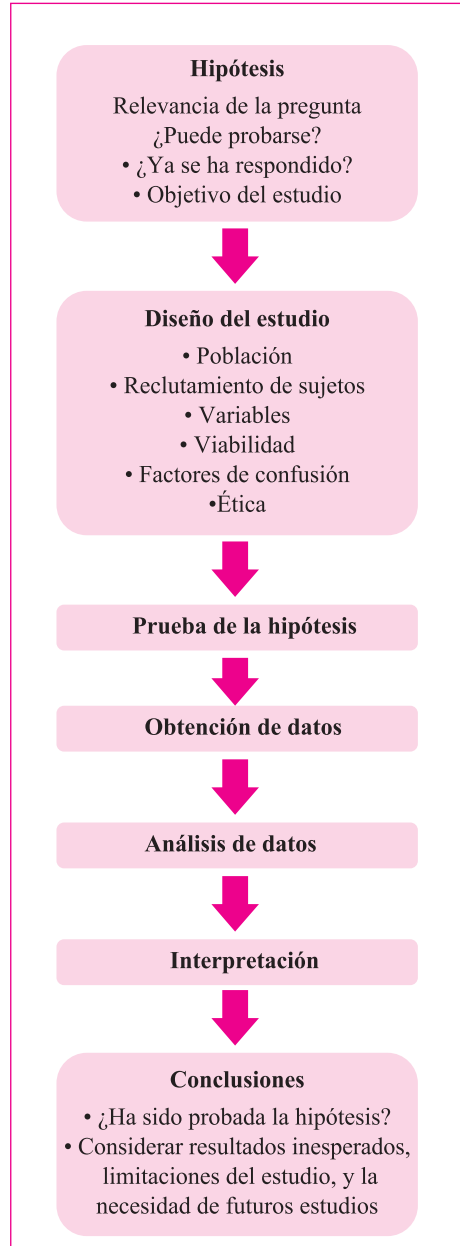 Hipótesis
Relevancia de la pregunta
¿Puede probarse?
• ¿Ya se ha respondido?
• Objetivo del estudio
Diseño del estudio
• Población
• Reclutamiento de sujetos
• Variables
• Viabilidad
• Factores de confusión
•Ética
Prueba de la hipótesis
Obtención de datos
Análisis de datos
Interpretación
Conclusiones
• ¿Ha sido probada la hipótesis?
• Considerar resultados inesperados,
limitaciones del estudio, y la
necesidad de futuros estudios